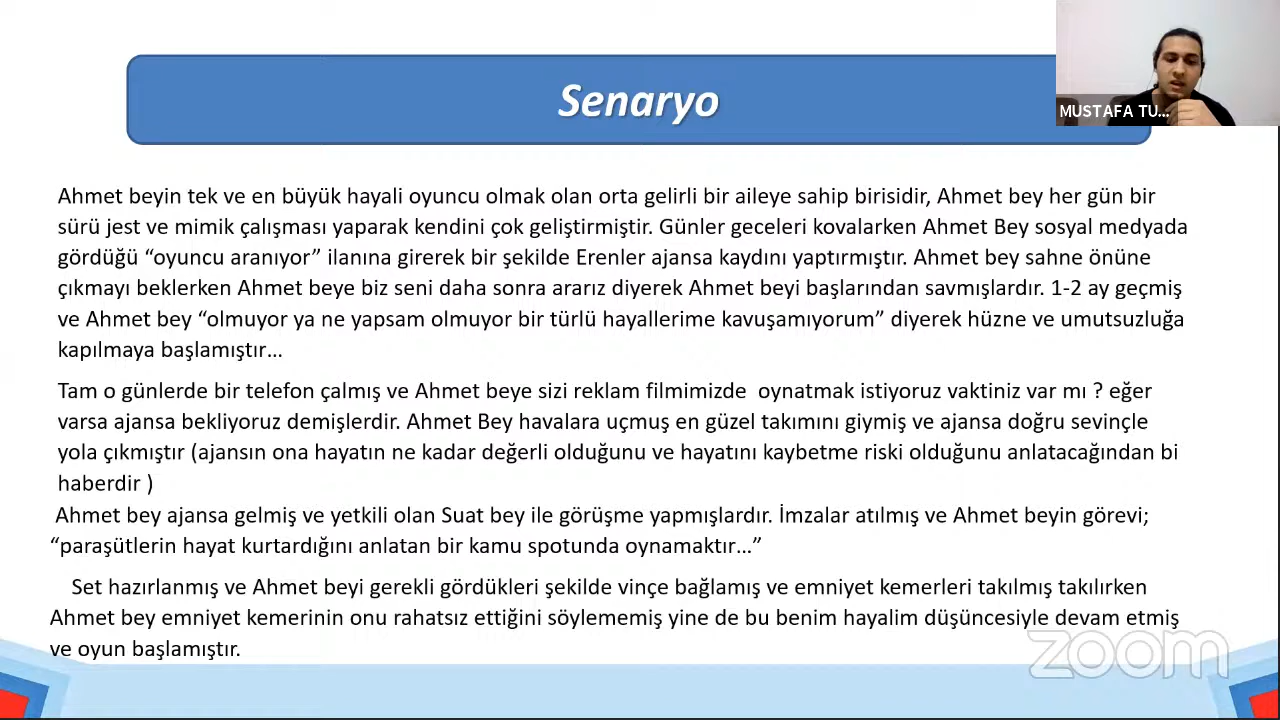 Senaryo
MUSTAFA TU...
Ahmet beyin tek ve en büyük hayali oyuncu olmak olan orta gelirli bir aileye sahip birisidir, Ahmet bey her gün bir
sürü jest ve mimik çalışması yaparak kendini çok geliştirmiştir. Günler geceleri kovalarken Ahmet Bey sosyal medyada
gördüğü “oyuncu aranıyor” ilanına girerek bir şekilde Erenler ajansa kaydını yaptırmıştır. Ahmet bey sahne önüne
çıkmayı beklerken Ahmet beye biz seni daha sonra ararız diyerek Ahmet beyi başlarından savmışlardır. 1-2 ay geçmiş
ve Ahmet bey “olmuyor ya ne yapsam olmuyor bir türlü hayallerime kavuşamıyorum” diyerek hüzne ve umutsuzluğa
kapılmaya başlamıştır...
Tam o günlerde bir telefon çalmış ve Ahmet beye sizi reklam filmimizde oynatmak istiyoruz vaktiniz var mı ? eğer
varsa ajansa bekliyoruz demişlerdir. Ahmet Bey havalara uçmuş en güzel takımını giymiş ve ajansa doğru sevinçle
yola çıkmıştır (ajansın ona hayatın ne kadar değerli olduğunu ve hayatını kaybetme riski olduğunu anlatacağından bi
haberdir )
Ahmet bey ajansa gelmiş ve yetkili olan Suat bey ile görüşme yapmışlardır. İmzalar atılmış ve Ahmet beyin görevi;
“paraşütlerin hayat kurtardığını anlatan bir kamu spotunda oynamaktır...”
Set hazırlanmış ve Ahmet beyi gerekli gördükleri şekilde vinçe bağlamış ve emniyet kemerleri takılmış takılırken
Ahmet bey emniyet kemerinin onu rahatsız ettiğini söylememiş yine de bu benim hayalim düşüncesiyle devam etmiş
ve oyun başlamıştır.
zoom